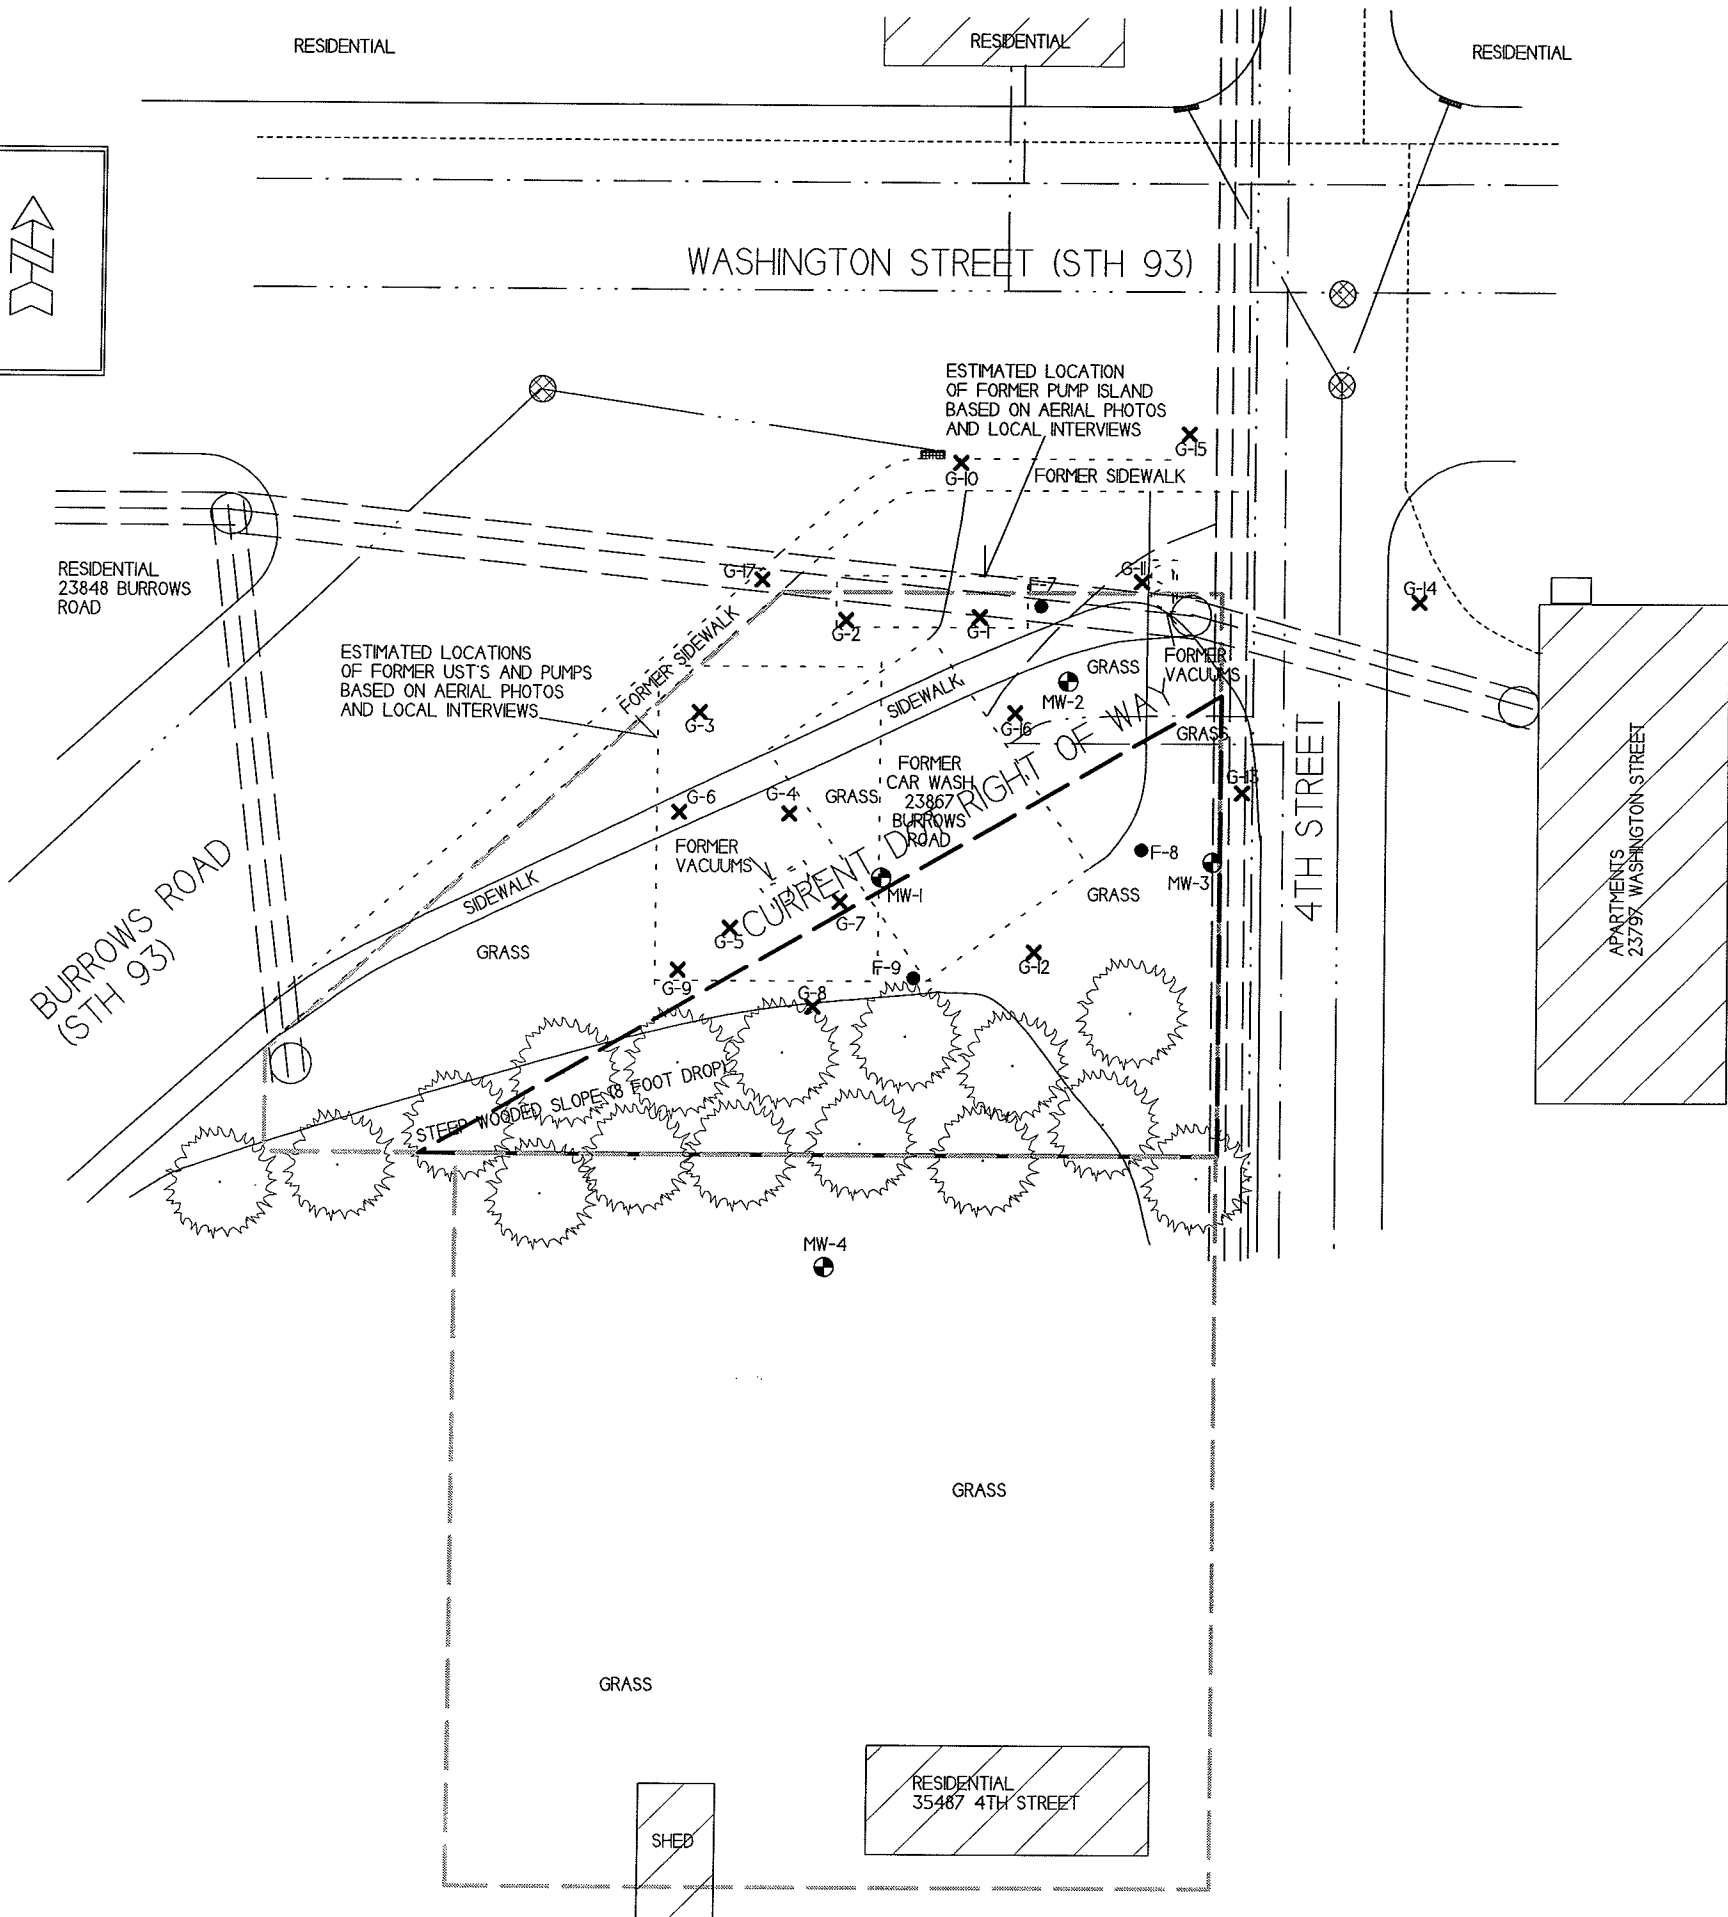 RESIDENTIAL
RESIDENTIAL
RESIDENTIAL
WASHINGTON STREET (STH 93)
ESTIMATED LOCATION
OF FORMER PUMP ISLAND
BASED ON AERIAL PHOTOS
AND LOCAL INTERVIEWS
G-15
G-10
FORMER SIDEWALK
RESIDENTIAL
23848 BURROWS
ROAD
G-17
G-11
F-7
G-14
G-2
G-1
ESTIMATED LOCATIONS
OF FORMER UST'S AND PUMPS
BASED ON AERIAL PHOTOS
AND LOCAL INTERVIEWS
FORMER SIDEWALK
GRASS
FORMER
VACUUMS
MW-2
SIDEWALK
G-3
G-16
GRASS
4TH STREET
APARTMENTS
23797 WASHINGTON STREET
FORMER
CAR WASH
23867
BURROWS
ROAD
G-13
G-6
G-4
GRASS
CURRENT DOT RIGHT OF WAY
FORMER
VACUUMS
F-8
MW-3
MW-1
GRASS
SIDEWALK
G-7
G-5
BURROWS ROAD
(STH 93)
GRASS
G-12
F-9
G-9
G-8
STEEP WOODED SLOPE (8 FOOT DROP)
MW-4
GRASS
GRASS
RESIDENTIAL
35487 4TH STREET
SHED